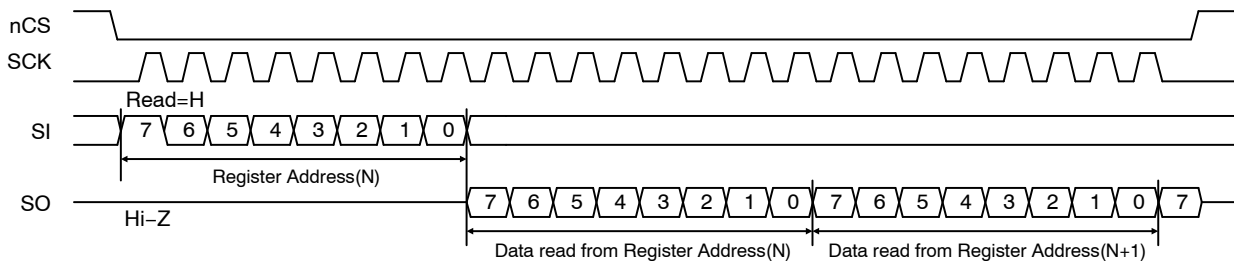 nCS
SCK
Read=H
SI 7 6 5 4 3 2 1 0
Register Address(N)
SO 7 6 5 4 3 2 1 0 7 6 5 4 3 2 1 0 7
Hi−Z
Data read from Register Address(N) Data read from Register Address(N+1)